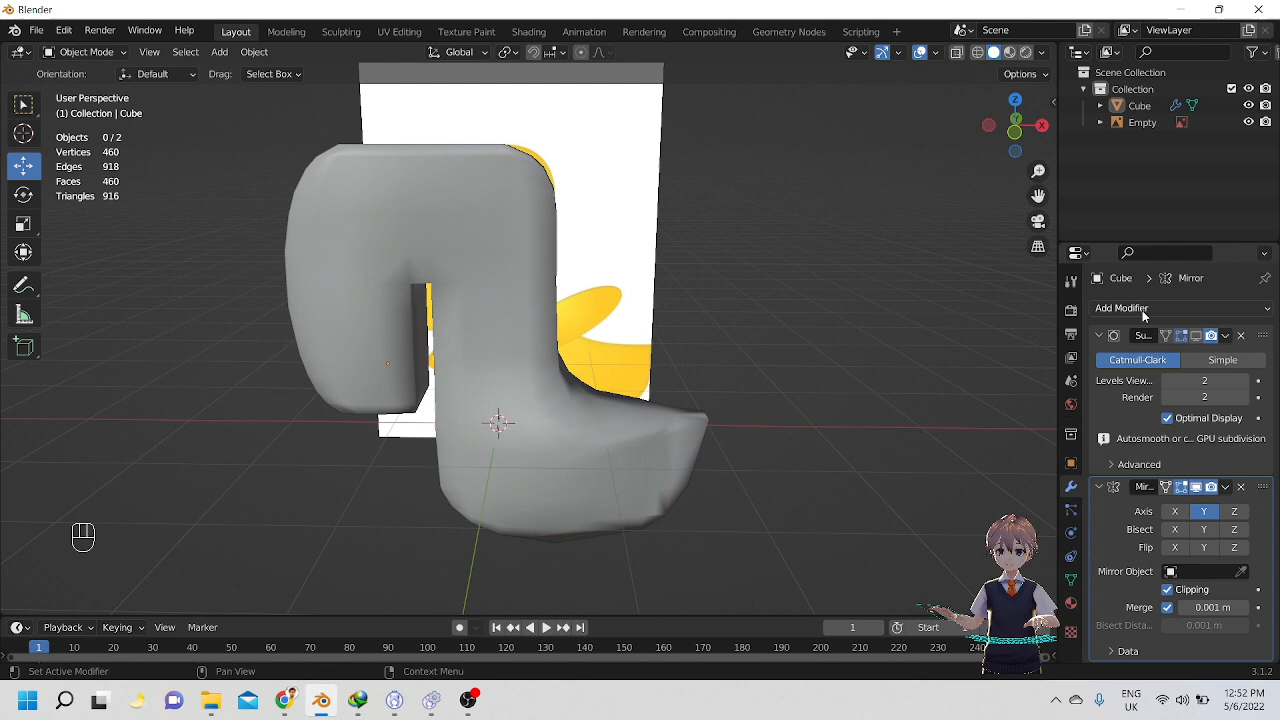 Blender
File Edit Render Window Help
Layout Modeling Sculpting UV Editing Texture Paint Shading Animation Rendering Compositing Geometry Nodes Scripting +
Scene
ViewLayer
Object Mode View Select Add Object
Global
Orientation: Default Drag: Select Box
Options
User Perspective
(1) Collection | Cube
Objects 0/2
Vertices 460
Edges 918
Faces 460
Triangles 916
Z
Y
X
Scene Collection
Collection
Cube
Empty
Cube > Mirror
Add Modifier
Su...
Catmull-Clark Simple
Levels View... 2
Render 2
Optimal Display
Autosmooth or c... GPU subdivision
Advanced
Mir...
Axis X Y Z
Bisect X Y Z
Flip X Y Z
Mirror Object
Clipping
Merge 0.001 m
Bisect Dista... 0.001 m
Data
Playback Keying View Marker
1 Start
1 10 20 30 40 50 60 70 80 90 100 110 120 130 140 150 160 170 180 190 200 210 220 230 24
Set Active Modifier Pan View Context Menu
3.1.2
ENG
UK
12:52 PM
5/6/2022